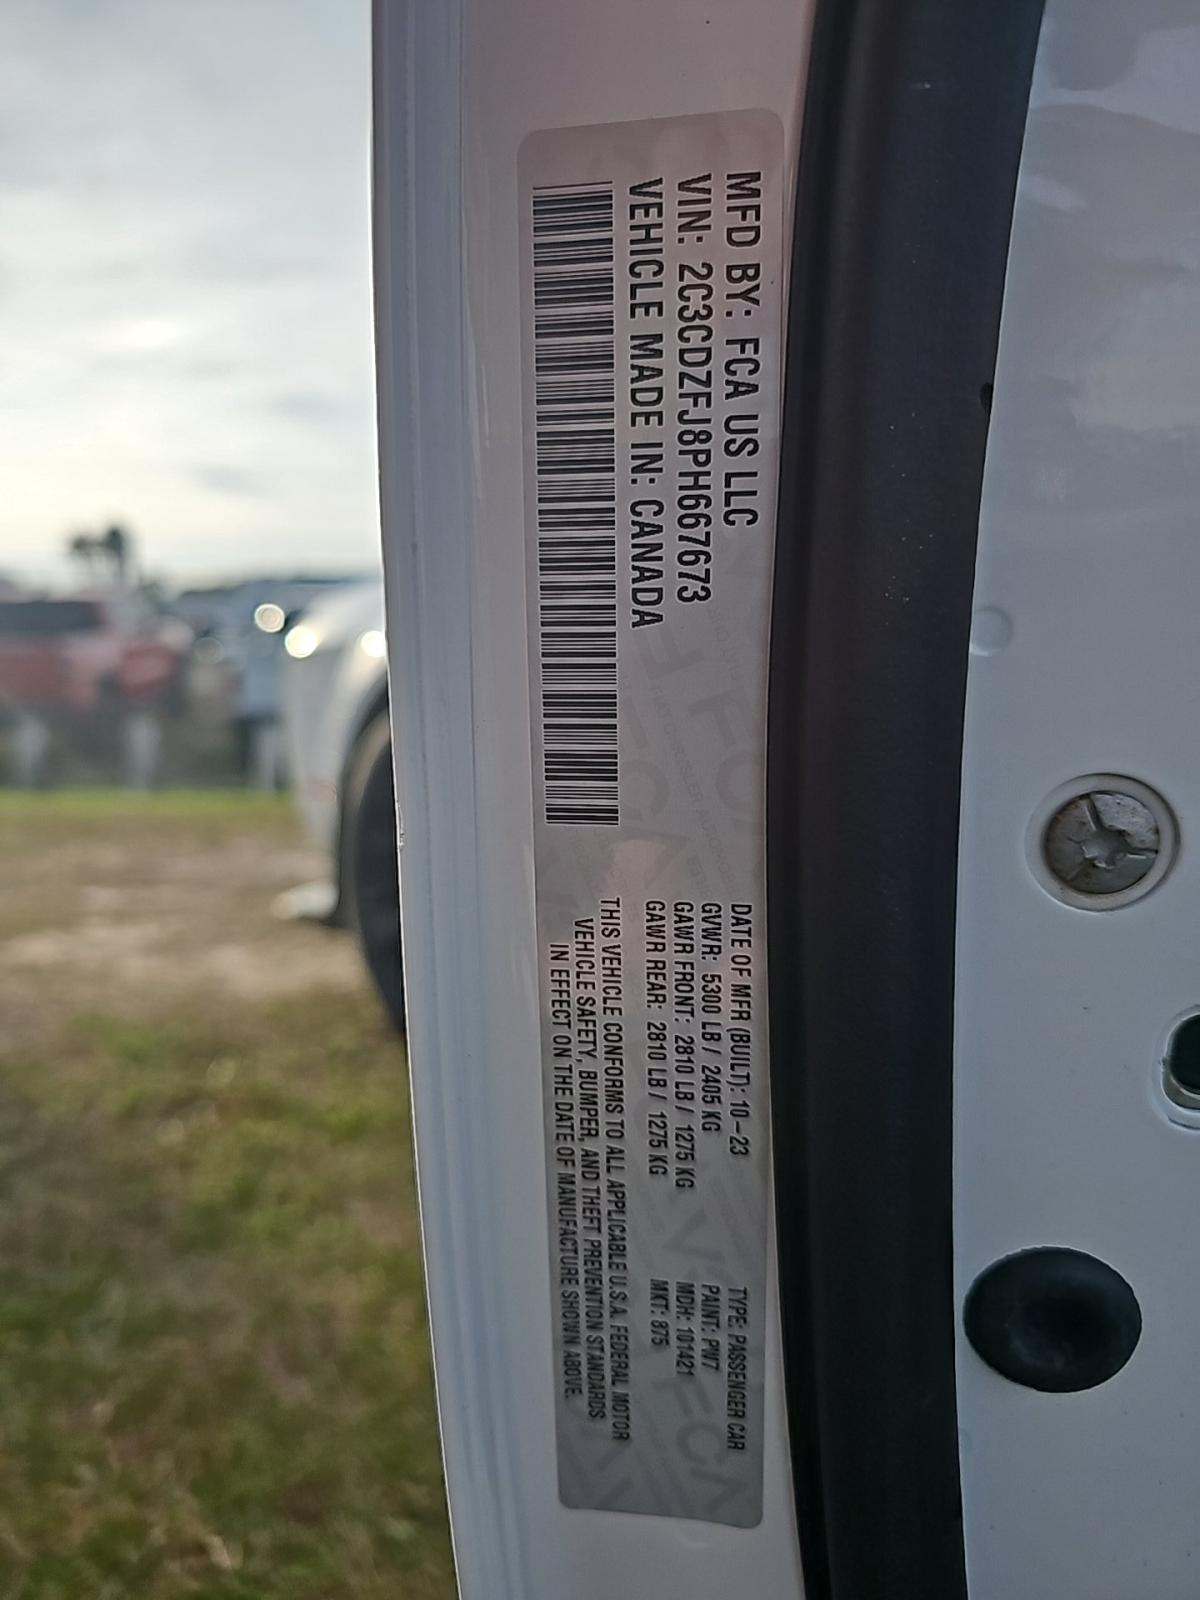 MFD BY: FCA US LLC
VIN: 2C3CDZFJ8PH667673
VEHICLE MADE IN: CANADA
DATE OF MFR (BUILT): 10-23
GVWR: 5300 LB / 2405 KG
GAWR FRONT: 2810 LB / 1275 KG
GAWR REAR: 2810 LB / 1275 KG
TYPE: PASSENGER CAR
PAINT: PW7
MDH: 101421
MKT: 875
THIS VEHICLE CONFORMS TO ALL APPLICABLE U.S.A. FEDERAL MOTOR
VEHICLE SAFETY, BUMPER, AND THEFT PREVENTION STANDARDS
IN EFFECT ON THE DATE OF MANUFACTURE SHOWN ABOVE.